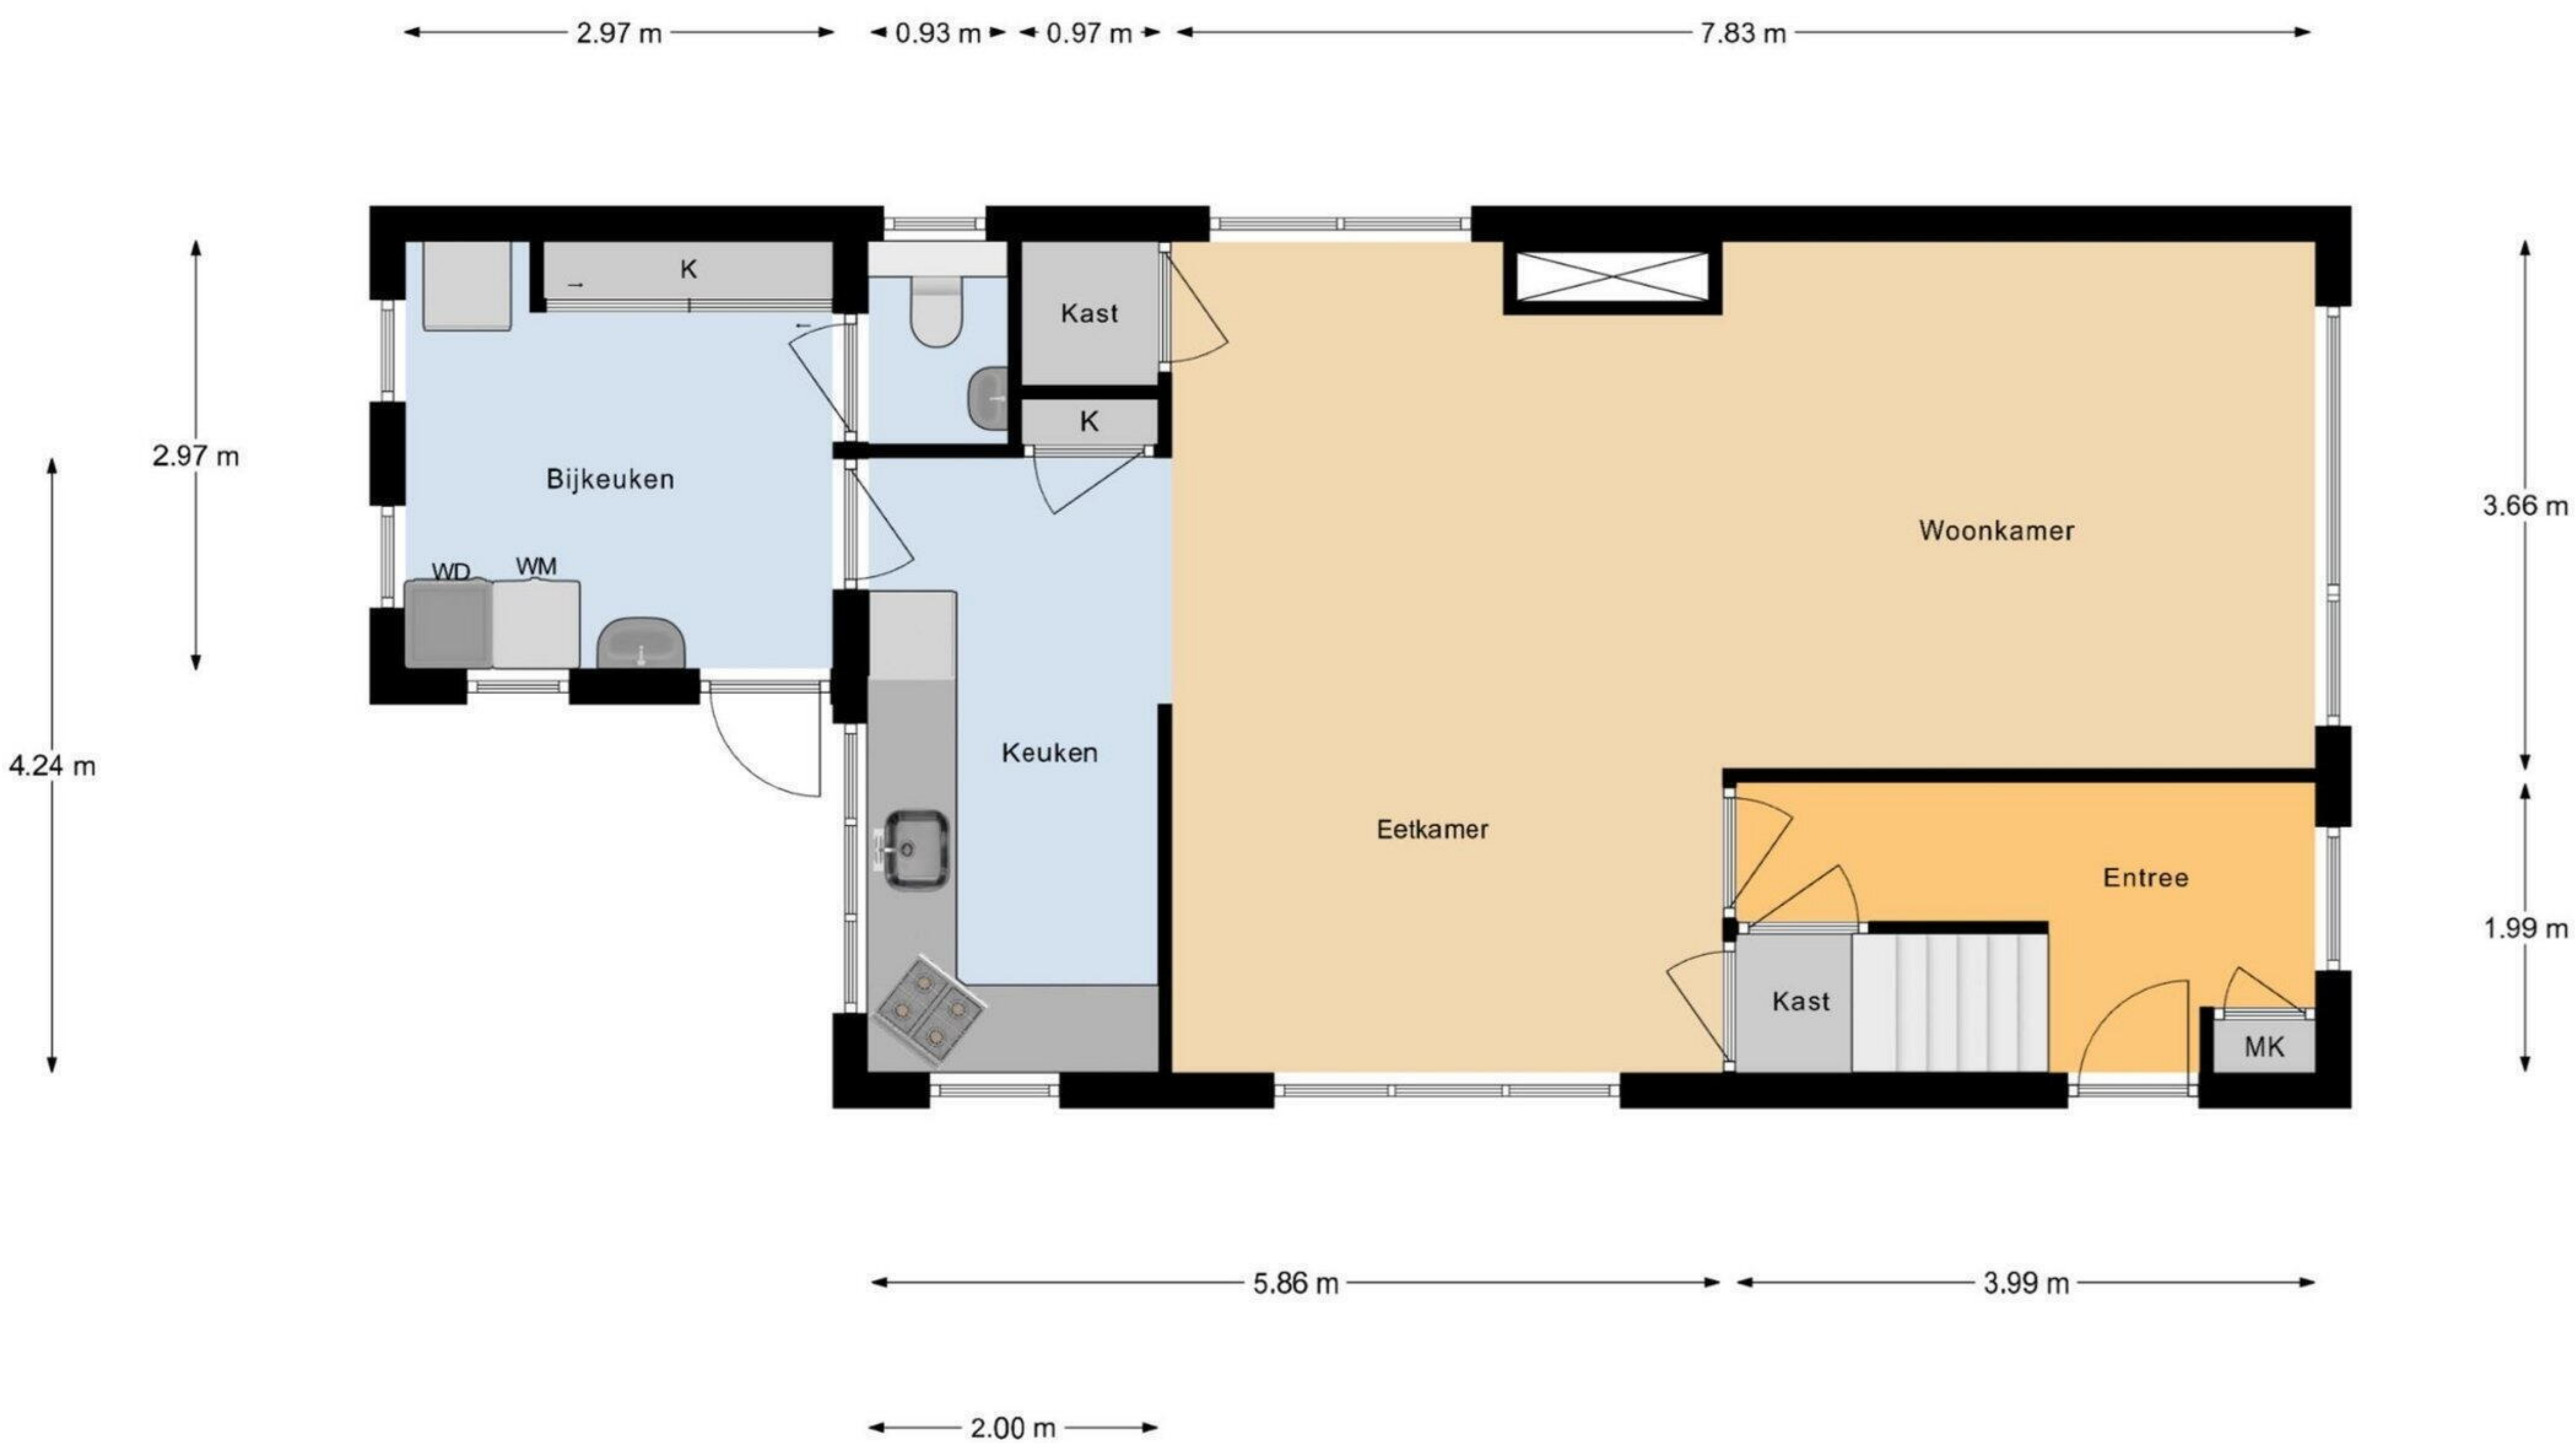 2.97 m
0.93 m
0.97 m
7.83 m
K
Kast
K
2.97 m
Bijkeuken
3.66 m
Woonkamer
WD
WM
4.24 m
Keuken
Eetkamer
Entree
1.99 m
Kast
MK
5.86 m
3.99 m
2.00 m